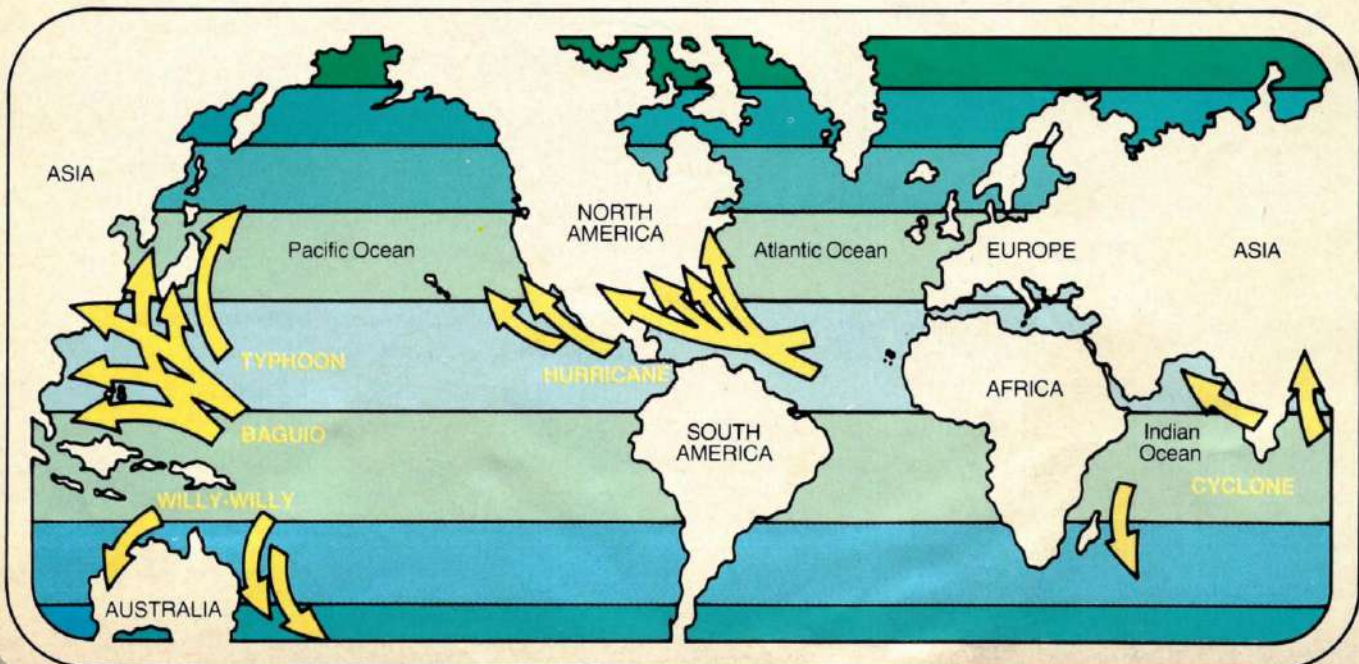 ASIA
NORTH
AMERICA
Pacific Ocean
Atlantic Ocean
EUROPE
ASIA
TYPHOON
HURRICANE
AFRICA
BAGUIO
SOUTH
AMERICA
Indian
Ocean
CYCLONE
WILLY-WILLY
AUSTRALIA